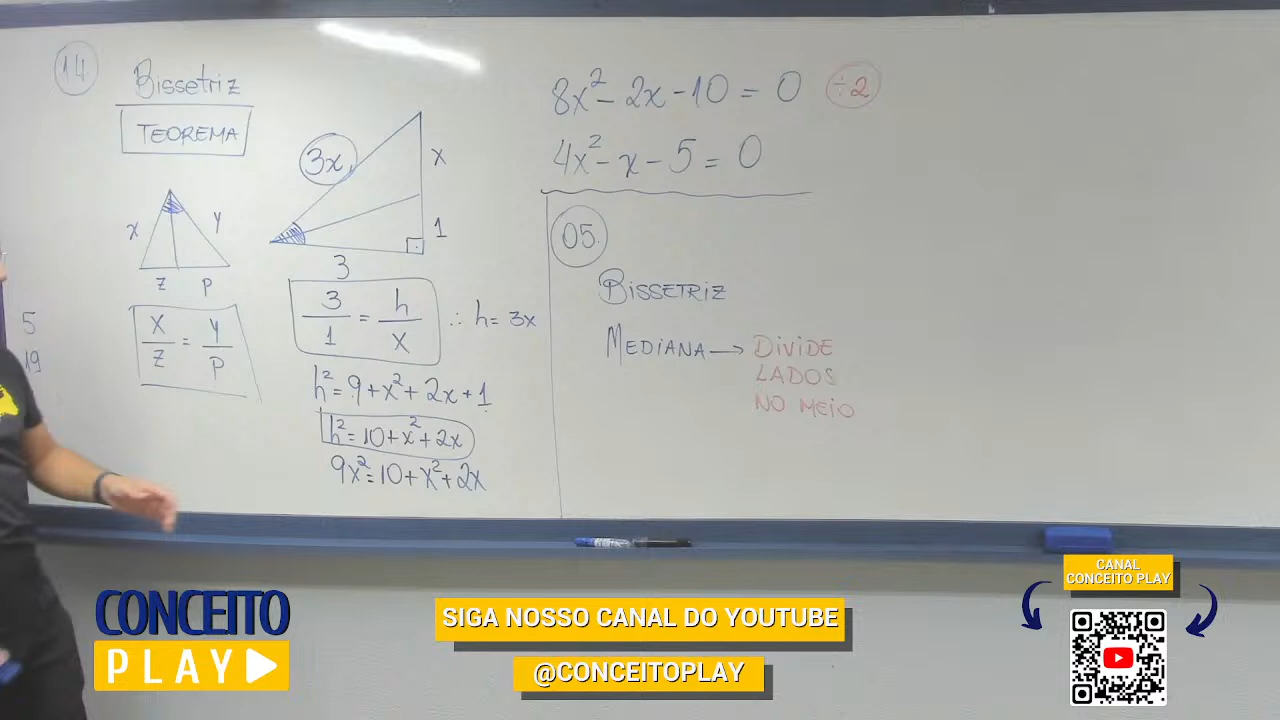 14
Bissetriz
TEOREMA
x
y
z
p
x/z = y/p
3x
x
1
3
3/1 = h/x ∴ h = 3x
h² = 9 + x² + 2x + 1
h² = 10 + x² + 2x
9x² = 10 + x² + 2x
5
19
8x² - 2x - 10 = 0 ÷2
4x² - x - 5 = 0
05.
BISSETRIZ
MEDIANA → DIVIDE
LADOS
NO MEIO
CONCEITO
PLAY
SIGA NOSSO CANAL DO YOUTUBE
@CONCEITOPLAY
CANAL
CONCEITO PLAY